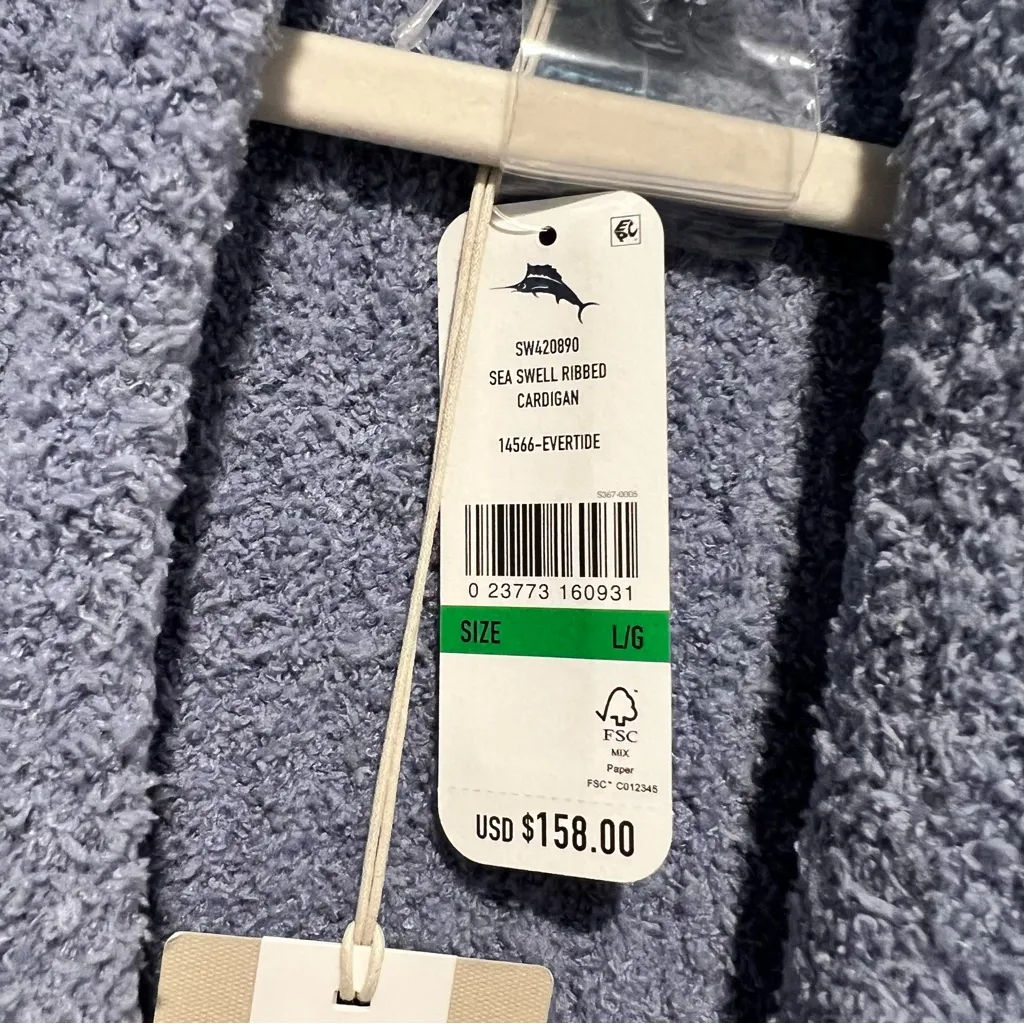 SW420890
SEA SWELL RIBBED
CARDIGAN
14566-EVERTIDE
S367-0005
0 23773 160931
SIZE L/G
FSC
MIX
Paper
FSC™ C012345
USD $158.00